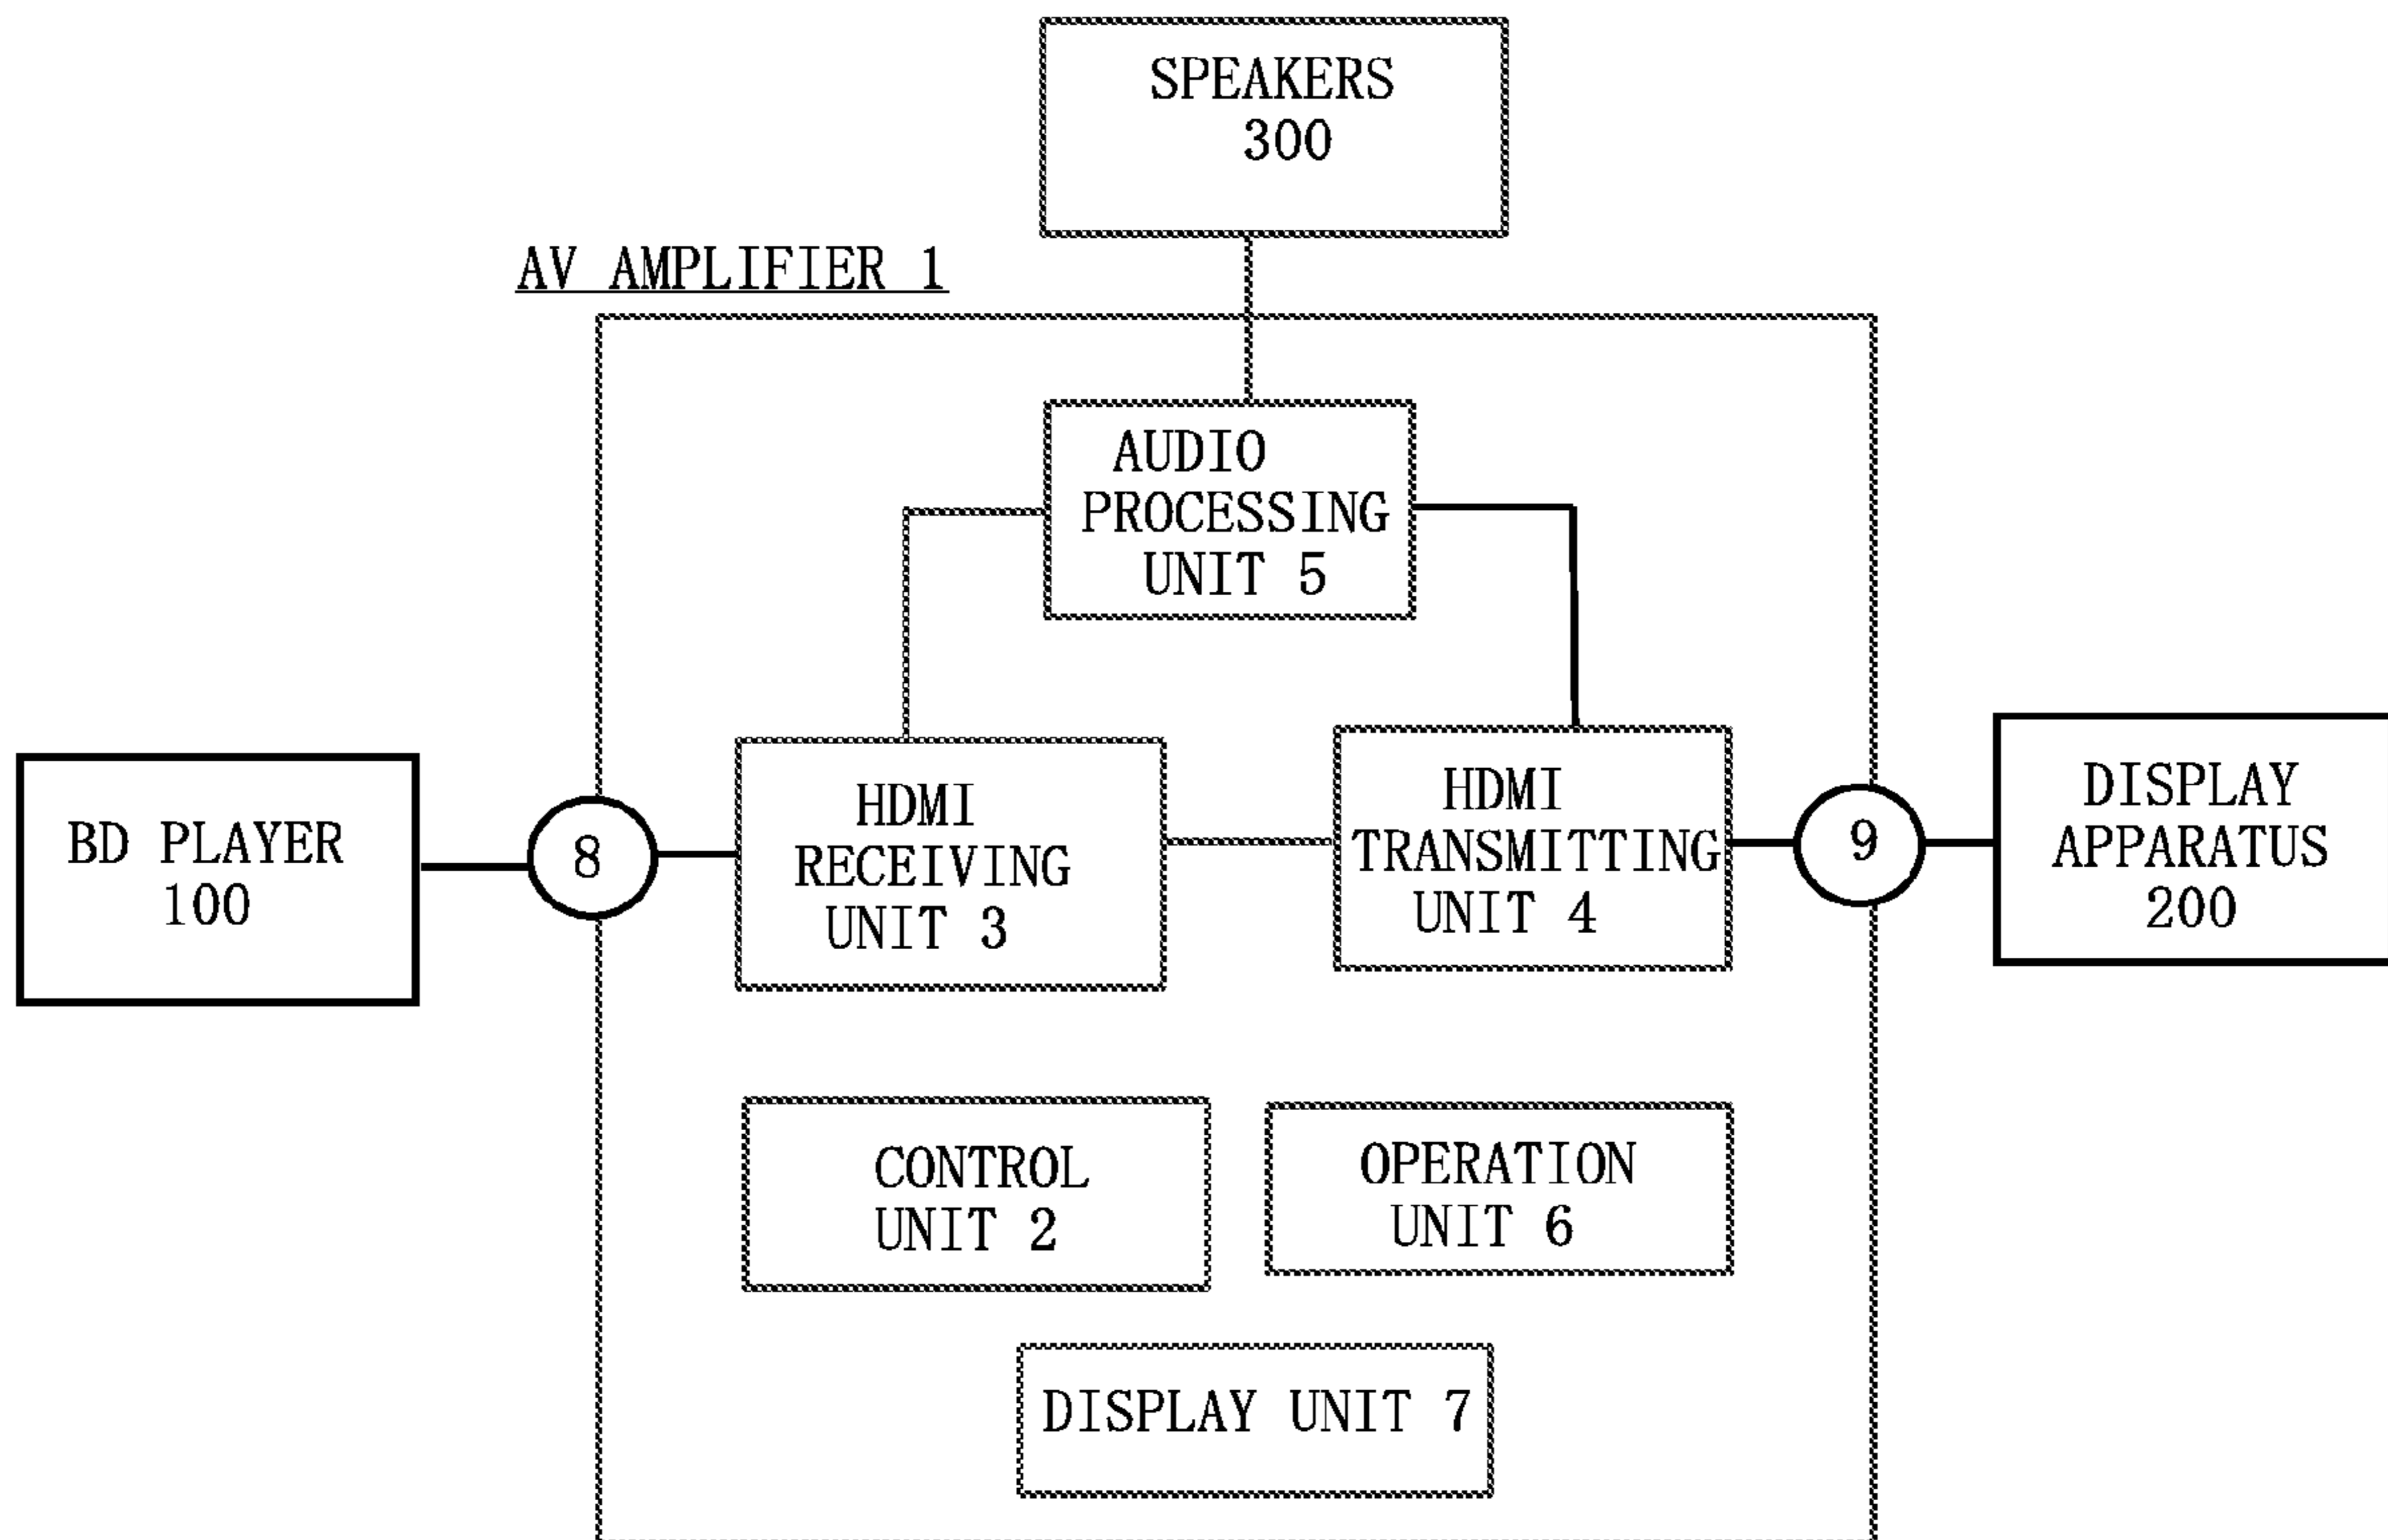 SPEAKERS
300
AV AMPLIFIER 1
AUDIO
PROCESSING
UNIT 5
BD PLAYER
100
8
HDMI
RECEIVING
UNIT 3
HDMI
TRANSMITTING
UNIT 4
9
DISPLAY
APPARATUS
200
CONTROL
UNIT 2
OPERATION
UNIT 6
DISPLAY UNIT 7